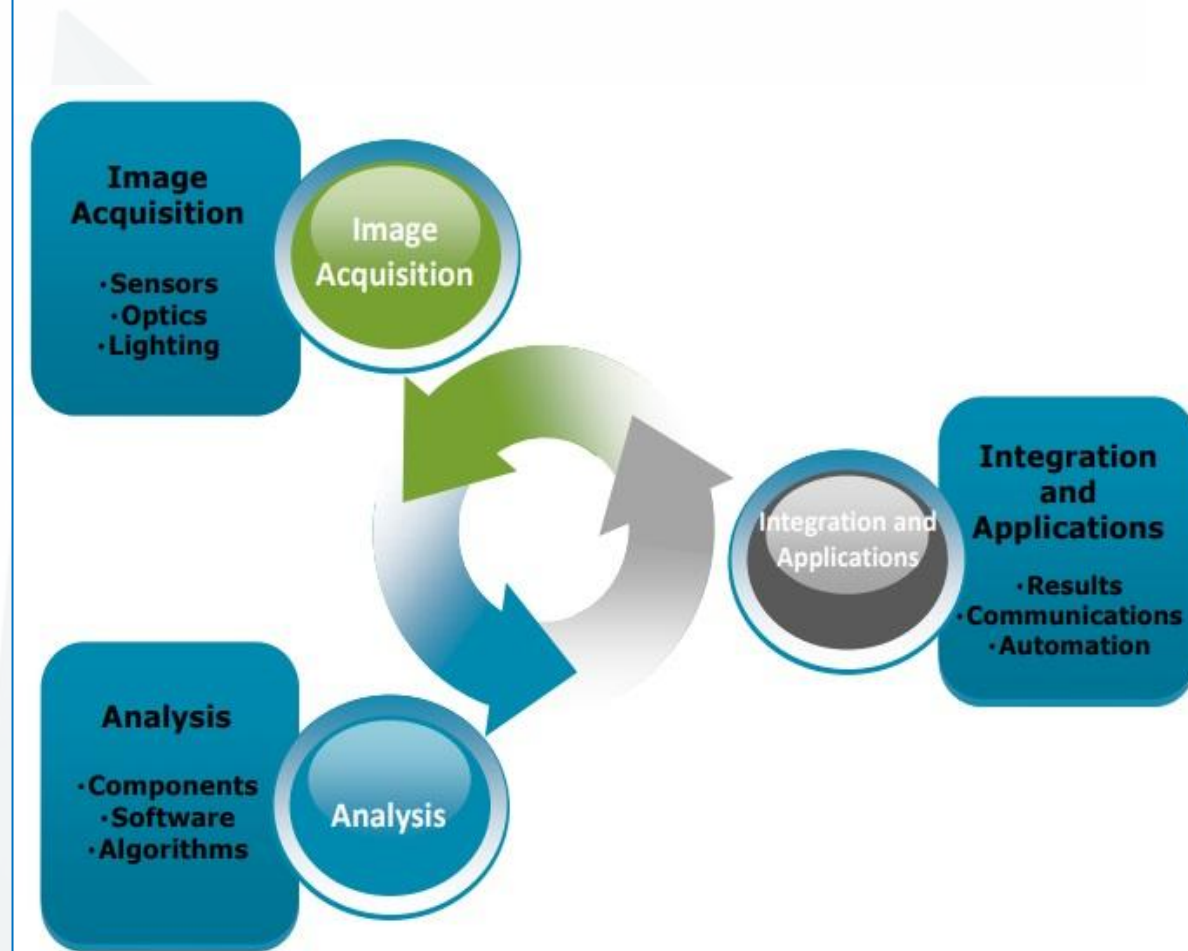 Image
Acquisition
·Sensors
·Optics
·Lighting
Image
Acquisition
Integration and
Applications
Integration
and
Applications
·Results
·Communications
·Automation
Analysis
·Components
·Software
·Algorithms
Analysis